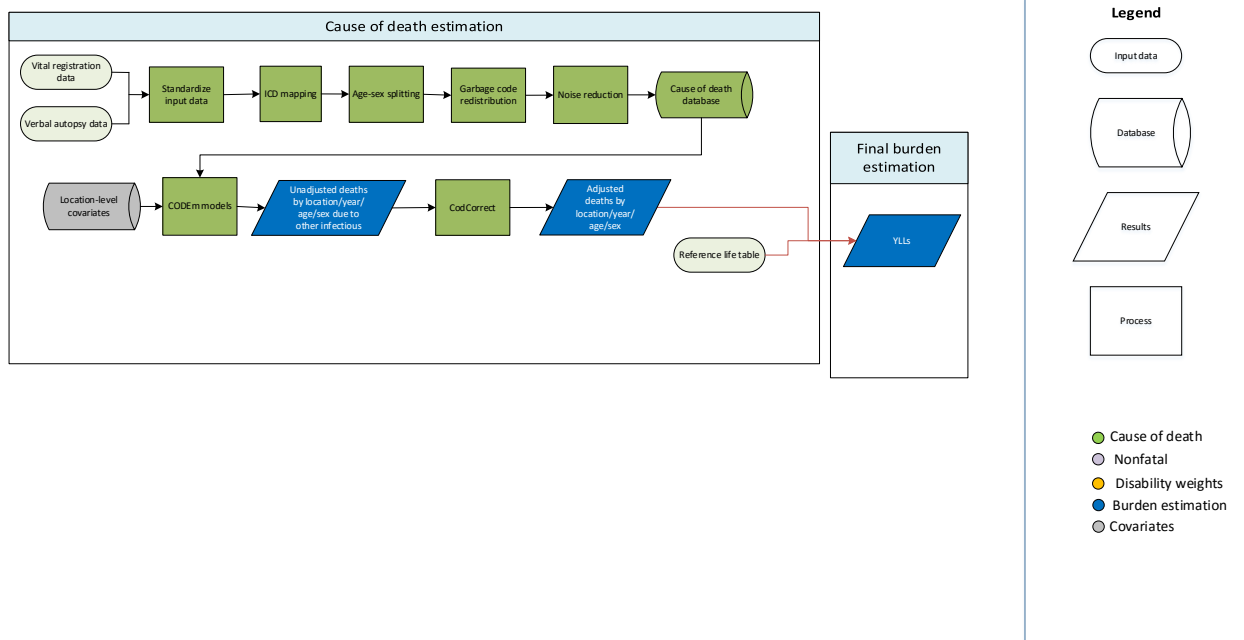 Cause of death estimation
Vital registration
data
Verbal autopsy data
Standardize
input data
ICD mapping
Age-sex splitting
Garbage code
redistribution
Noise reduction
Cause of death
database
Location-level
covariates
CODEm models
Unadjusted deaths
by location/year/
age/sex due to
other infectious
CodCorrect
Adjusted
deaths by
location/year/
age/sex
Reference life table
Final burden
estimation
YLLs
Legend
Input data
Database
Results
Process
Cause of death
Nonfatal
Disability weights
Burden estimation
Covariates